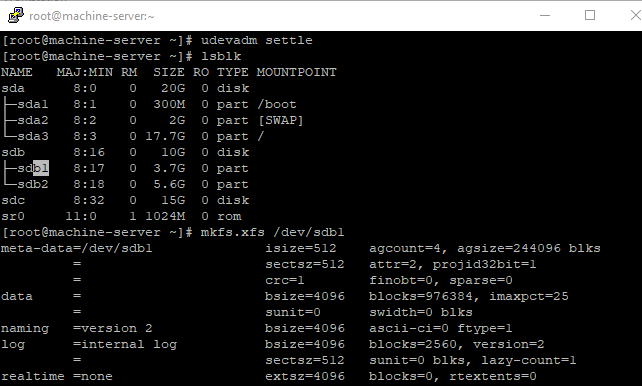 root@machine-server:~
[root@machine-server ~]# udevadm settle
[root@machine-server ~]# lsblk
NAME   MAJ:MIN RM  SIZE RO TYPE MOUNTPOINT
sda      8:0    0   20G  0 disk
├─sda1   8:1    0  300M  0 part /boot
├─sda2   8:2    0    2G  0 part [SWAP]
└─sda3   8:3    0 17.7G  0 part /
sdb      8:16   0   10G  0 disk
├─sdb1   8:17   0  3.7G  0 part
└─sdb2   8:18   0  5.6G  0 part
sdc      8:32   0   15G  0 disk
sr0     11:0    1 1024M  0 rom
[root@machine-server ~]# mkfs.xfs /dev/sdb1
meta-data=/dev/sdb1              isize=512    agcount=4, agsize=244096 blks
         =                       sectsz=512   attr=2, projid32bit=1
         =                       crc=1        finobt=0, sparse=0
data     =                       bsize=4096   blocks=976384, imaxpct=25
         =                       sunit=0      swidth=0 blks
naming   =version 2              bsize=4096   ascii-ci=0 ftype=1
log      =internal log           bsize=4096   blocks=2560, version=2
         =                       sectsz=512   sunit=0 blks, lazy-count=1
realtime =none                   extsz=4096   blocks=0, rtextents=0